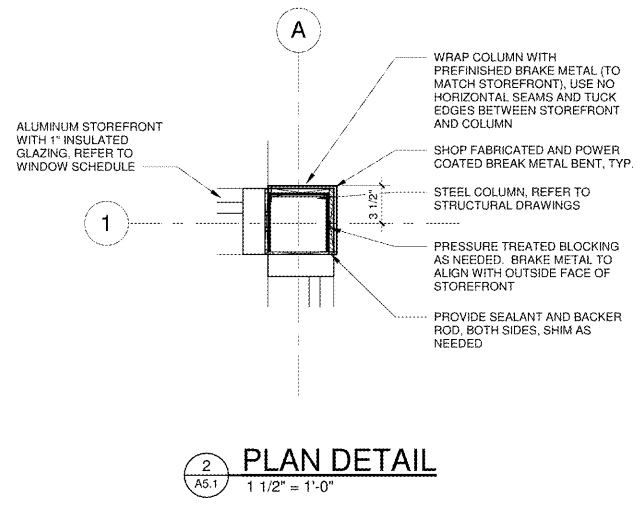 A
WRAP COLUMN WITH
PREFINISHED BRAKE METAL (TO
MATCH STOREFRONT), USE NO
HORIZONTAL SEAMS AND TUCK
EDGES BETWEEN STOREFRONT
AND COLUMN
ALUMINUM STOREFRONT
WITH 1" INSULATED
GLAZING, REFER TO
WINDOW SCHEDULE
SHOP FABRICATED AND POWER
COATED BREAK METAL BENT, TYP.
STEEL COLUMN, REFER TO
STRUCTURAL DRAWINGS
3 1/2"
1
PRESSURE TREATED BLOCKING
AS NEEDED. BRAKE METAL TO
ALIGN WITH OUTSIDE FACE OF
STOREFRONT
PROVIDE SEALANT AND BACKER
ROD, BOTH SIDES, SHIM AS
NEEDED
2
A5.1
PLAN DETAIL
1 1/2" = 1'-0"